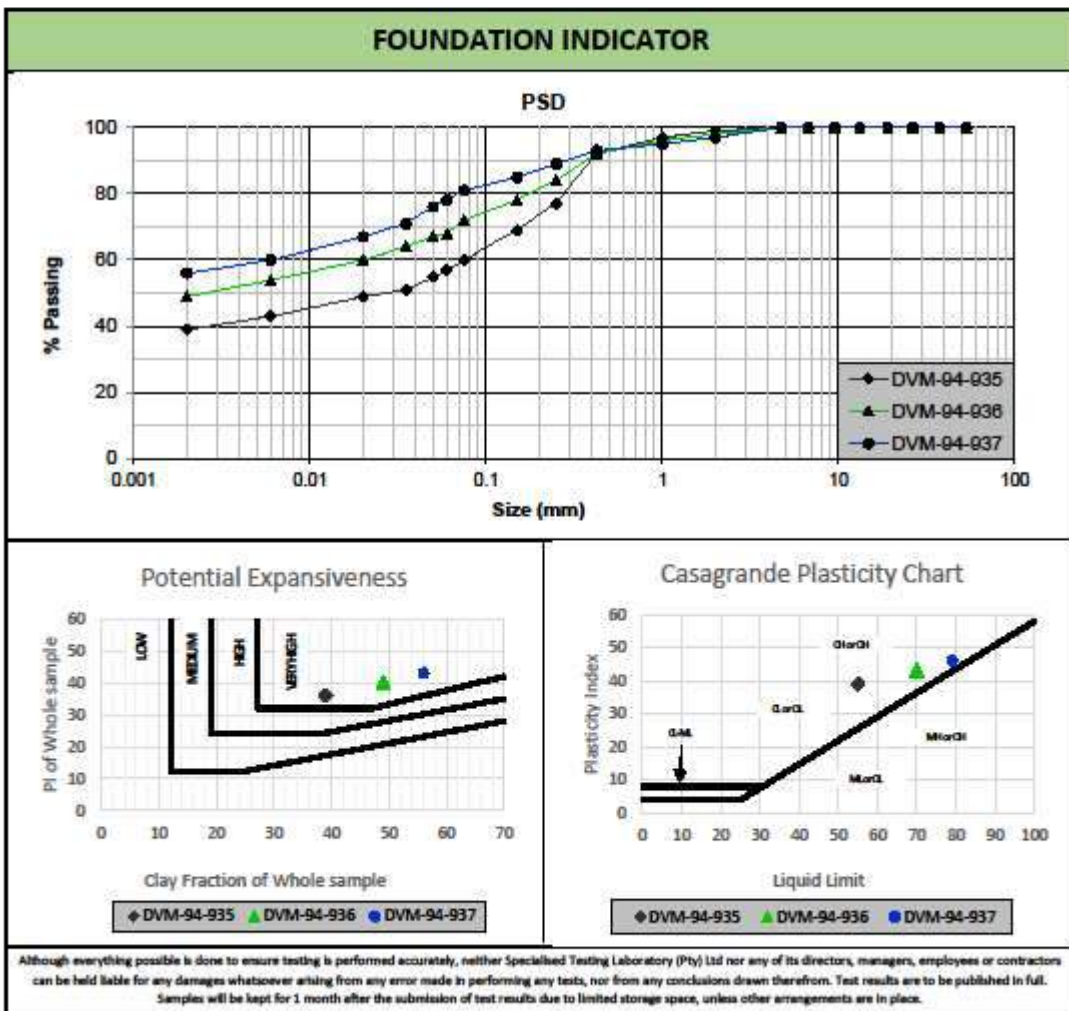 FOUNDATION INDICATOR
PSD
100
80
60
40
20
0
% Passing
0.001 0.01 0.1 1 10 100
Size (mm)
DVM-94-935
DVM-94-936
DVM-94-937
Potential Expansiveness
60
50
40
30
20
10
0
PI of Whole sample
LOW
MEDIUM
HIGH
VERY HIGH
0 10 20 30 40 50 60 70
Clay Fraction of Whole sample
DVM-94-935 DVM-94-936 DVM-94-937
Casagrande Plasticity Chart
60
50
40
30
20
10
0
Plasticity Index
CL-ML
0 10 20 30 40 50 60 70 80 90 100
Liquid Limit
DVM-94-935 DVM-94-936 DVM-94-937
Although everything possible is done to ensure testing is performed accurately, neither Specialised Testing Laboratory (Pty) Ltd nor any of its directors, managers, employees or contractors
can be held liable for any damages whatsoever arising from any error made in performing any tests, nor from any conclusions drawn therefrom. Test results are to be published in full.
Samples will be kept for 1 month after the submission of test results due to limited storage space, unless other arrangements are in place.